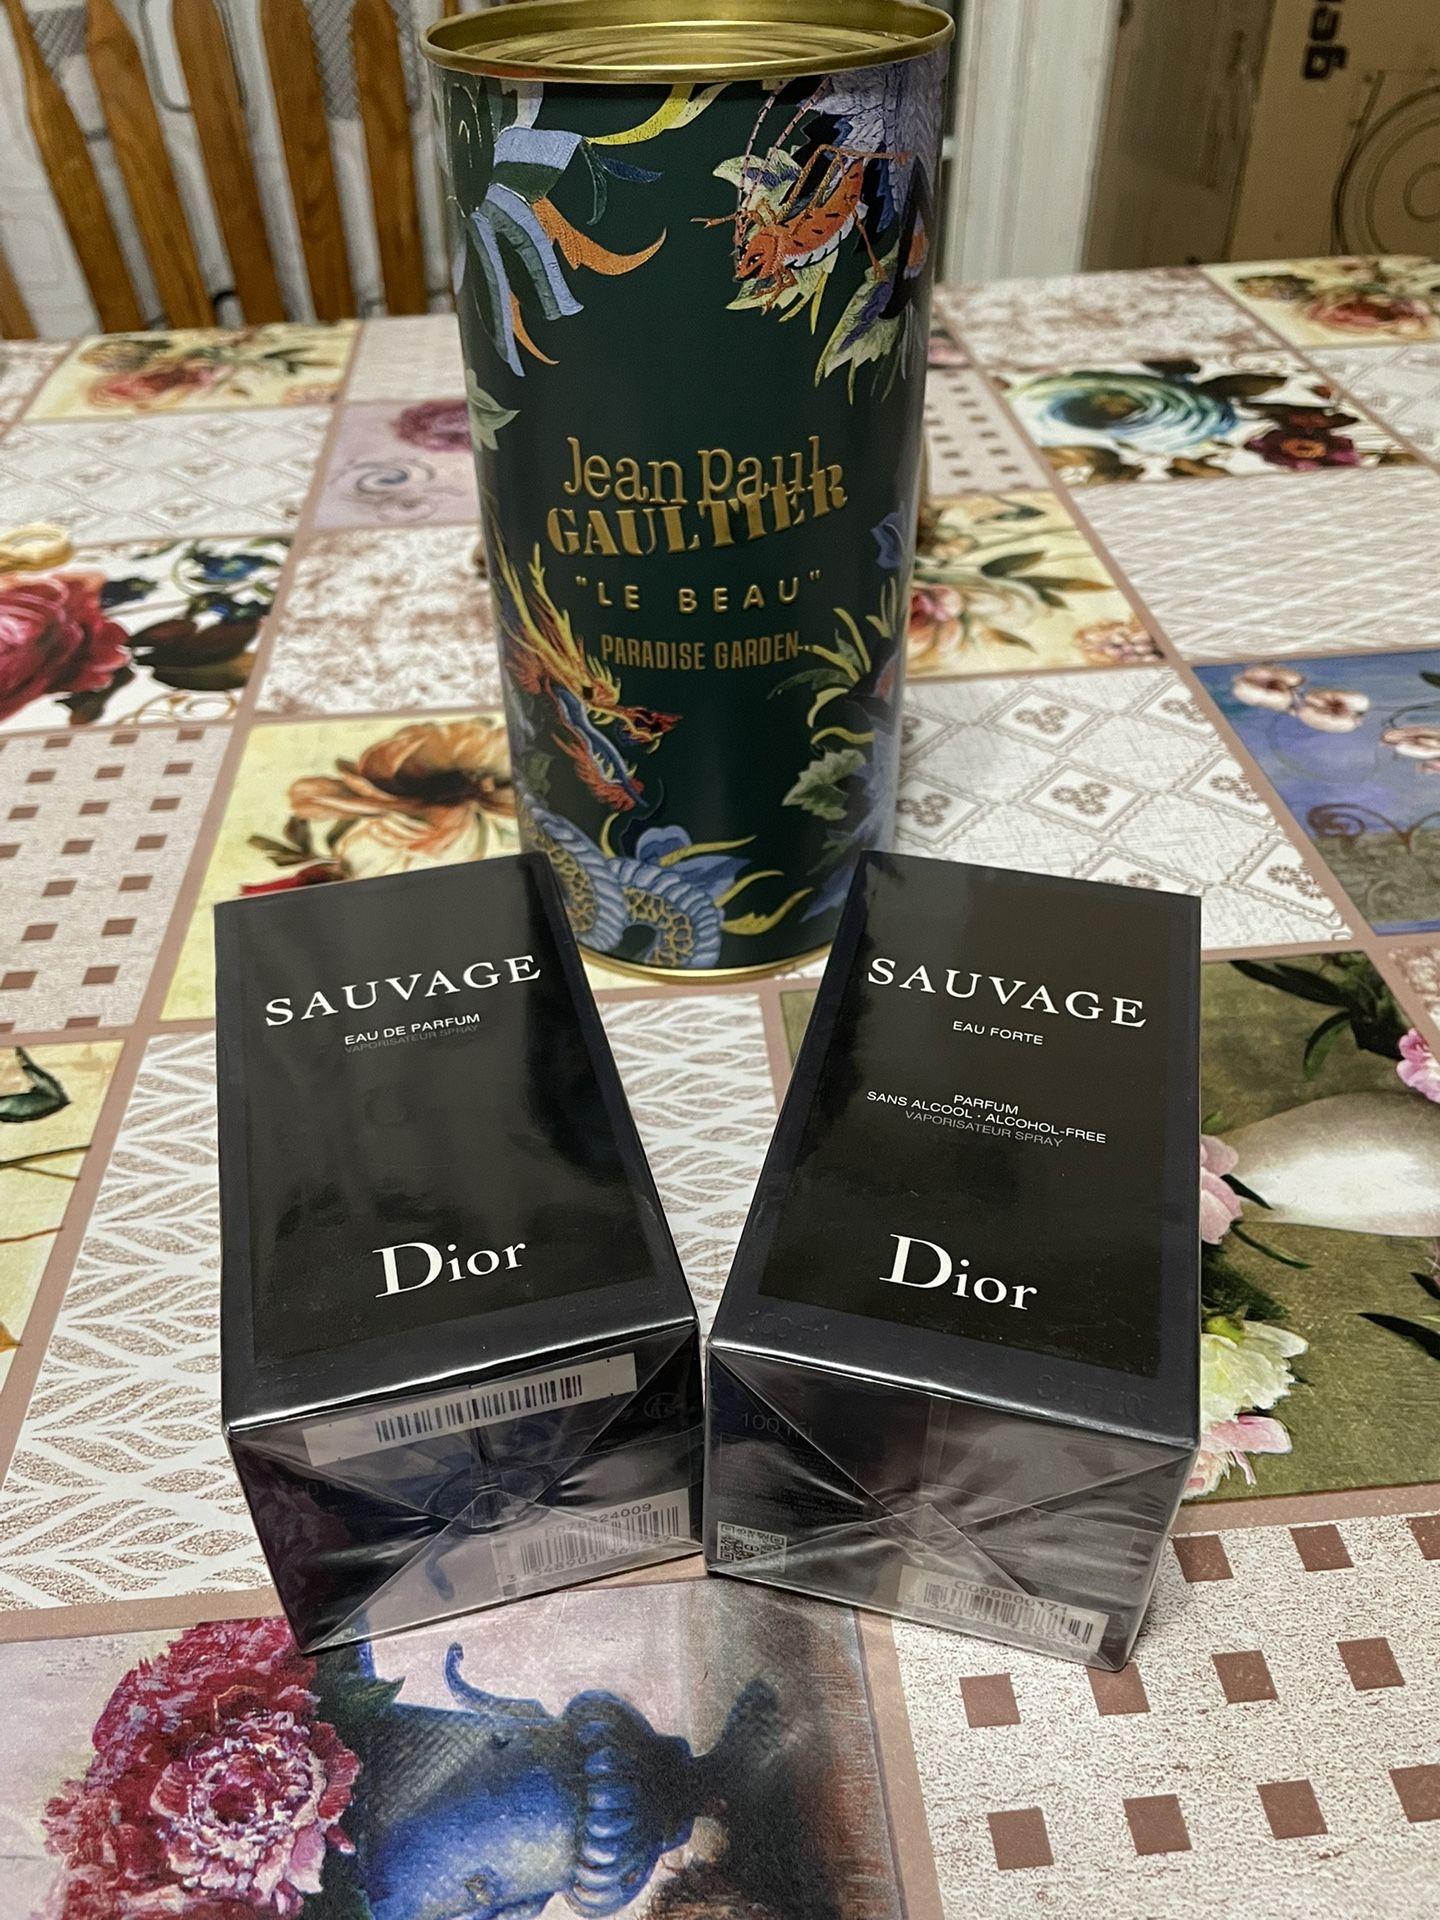 Jean Paul
GAULTIER
"LE BEAU"
PARADISE GARDEN
SAUVAGE
EAU DE PARFUM
VAPORISATEUR SPRAY
Dior
SAUVAGE
EAU FORTE
PARFUM
SANS ALCOOL · ALCOHOL-FREE
VAPORISATEUR SPRAY
Dior